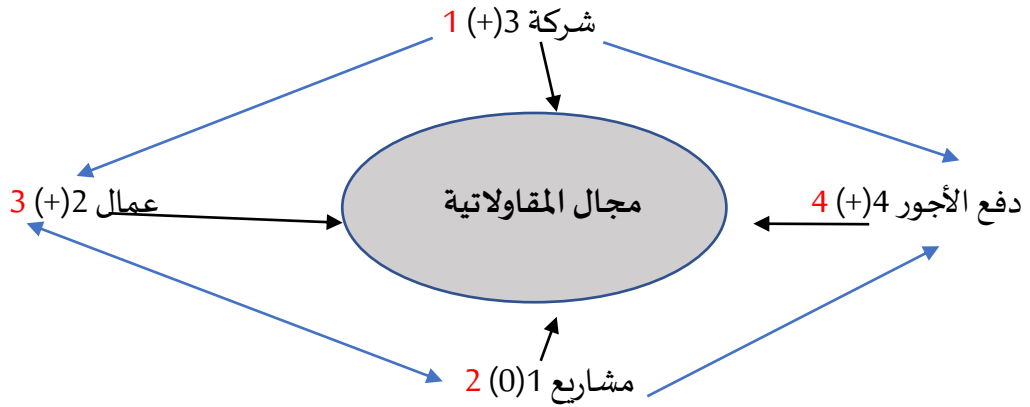 شركة 3(+) 1
عمال 2(+) 3
مجال المقاولاتية
دفع الأجور 4(+) 4
مشاريع 1(0) 2